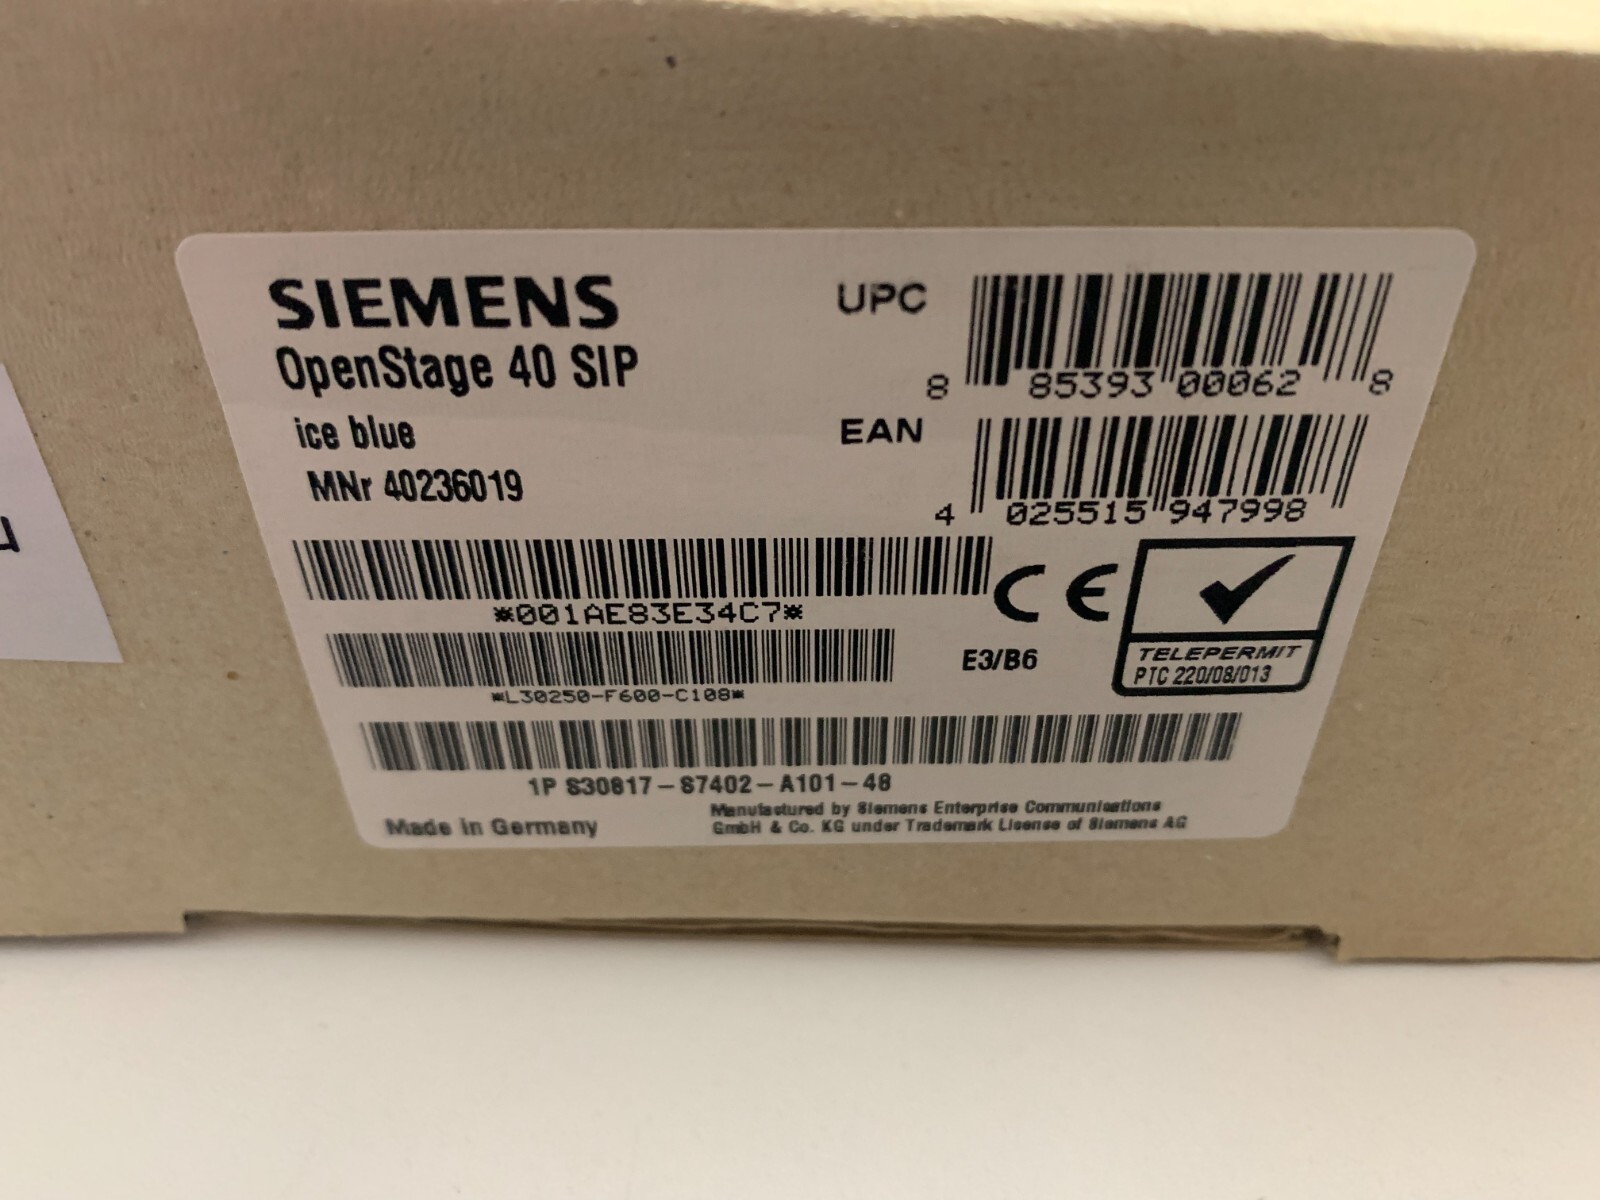 SIEMENS
OpenStage 40 SIP
ice blue
MNr 40236019
UPC
8 85393 00062 8
EAN
4 025515 947998
*001AE83E34C7*
*L30250-F600-C108*
CE
E3/B6
TELEPERMIT
PTC 220/08/013
1P S30817-S7402-A101-48
Made in Germany
Manufactured by Siemens Enterprise Communications
GmbH & Co. KG under Trademark License of Siemens AG